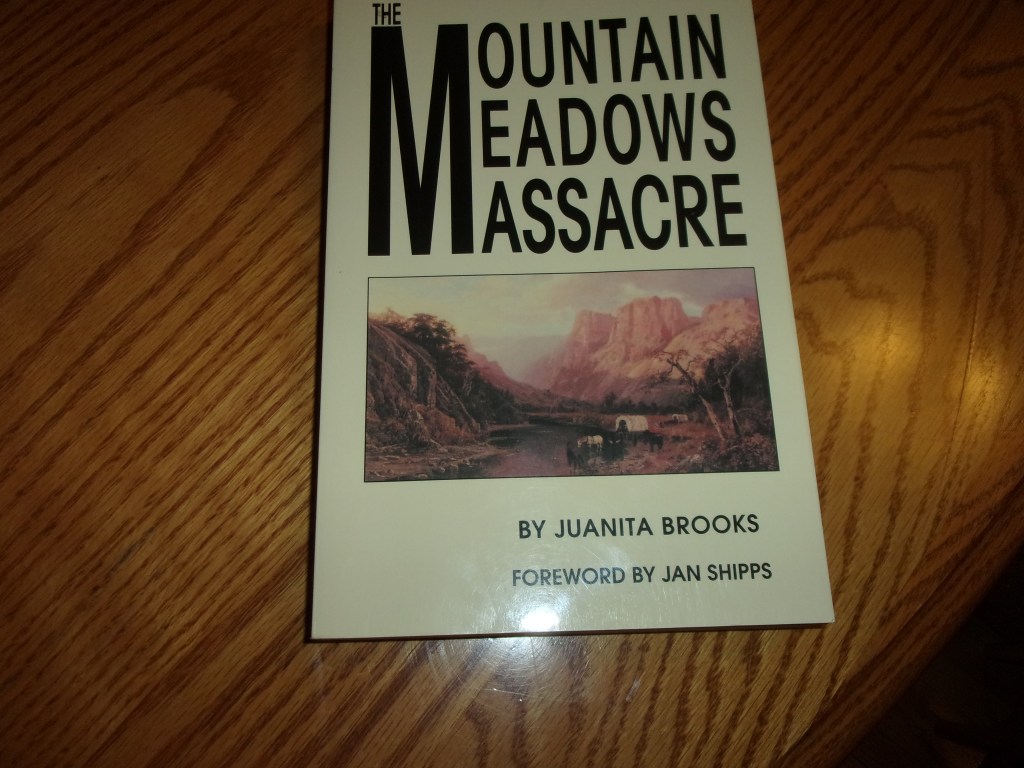 THE
MOUNTAIN
MEADOWS
MASSACRE
BY JUANITA BROOKS
FOREWORD BY JAN SHIPPS